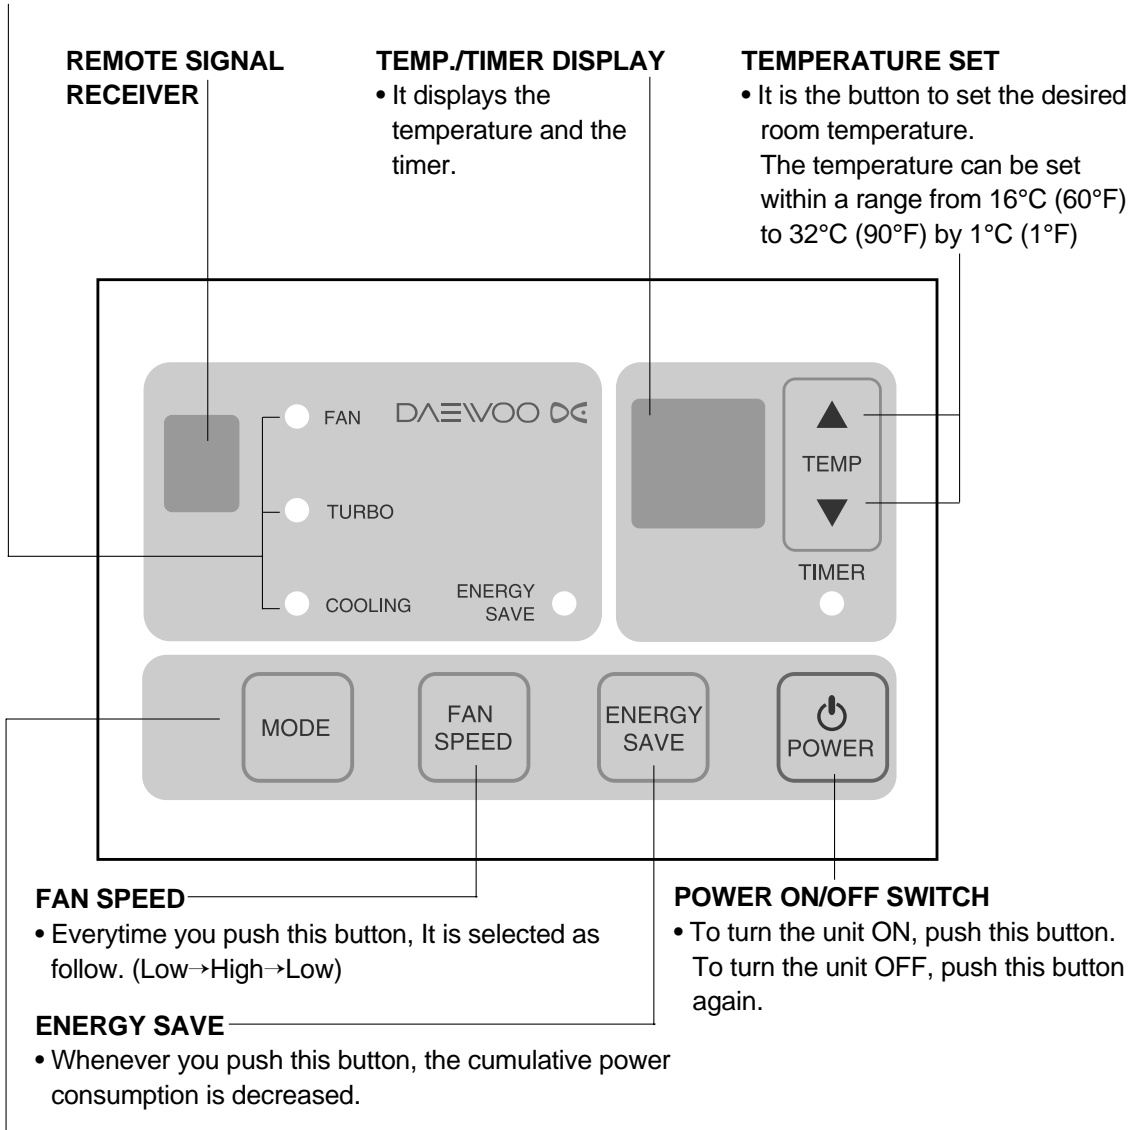 REMOTE SIGNAL
RECEIVER
TEMP./TIMER DISPLAY
• It displays the
temperature and the
timer.
TEMPERATURE SET
• It is the button to set the desired
room temperature.
The temperature can be set
within a range from 16°C (60°F)
to 32°C (90°F) by 1°C (1°F)
FAN
DAEWOO
TURBO
COOLING
ENERGY
SAVE
▲
TEMP
▼
TIMER
MODE
FAN
SPEED
ENERGY
SAVE
POWER
FAN SPEED
• Everytime you push this button, It is selected as
follow. (Low→High→Low)
ENERGY SAVE
• Whenever you push this button, the cumulative power
consumption is decreased.
POWER ON/OFF SWITCH
• To turn the unit ON, push this button.
To turn the unit OFF, push this button
again.